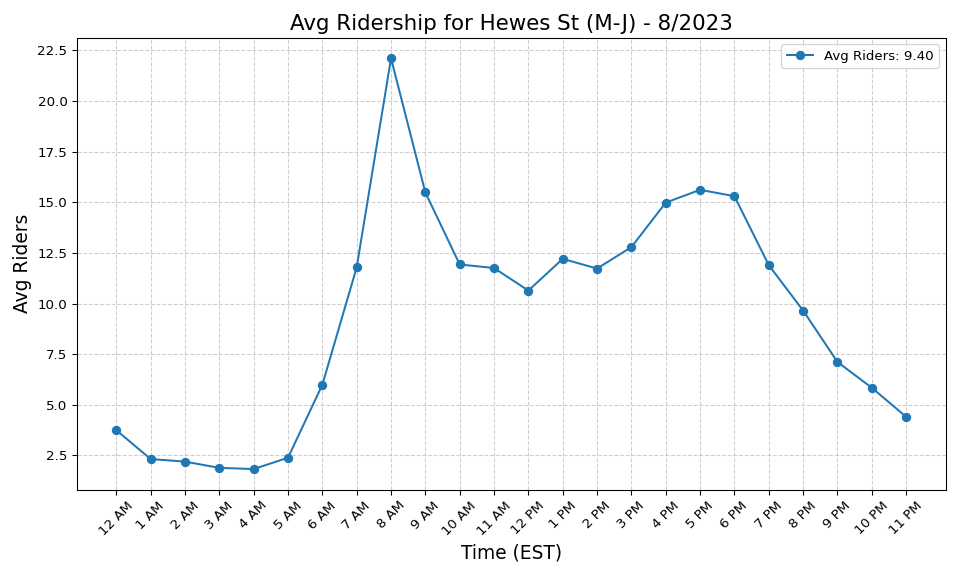 Avg Ridership for Hewes St (M-J) - 8/2023
Avg Riders: 9.40
Avg Riders
22.5
20.0
17.5
15.0
12.5
10.0
7.5
5.0
2.5
12 AM
1 AM
2 AM
3 AM
4 AM
5 AM
6 AM
7 AM
8 AM
9 AM
10 AM
11 AM
12 PM
1 PM
2 PM
3 PM
4 PM
5 PM
6 PM
7 PM
8 PM
9 PM
10 PM
11 PM
Time (EST)